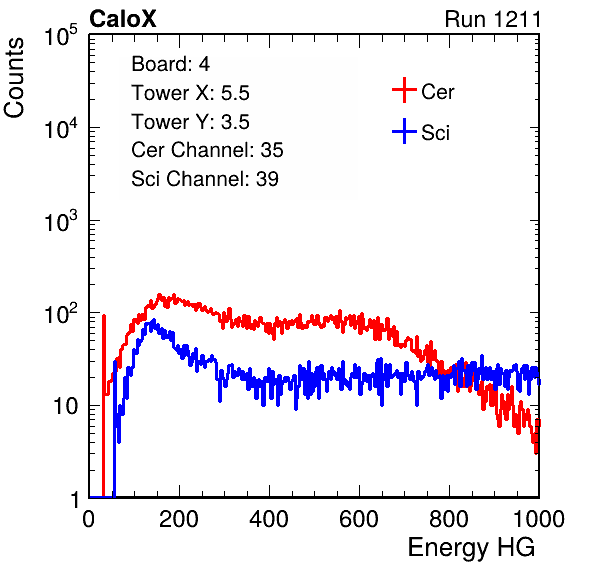 CaloX Run 1211
Counts
Board: 4
Tower X: 5.5
Tower Y: 3.5
Cer Channel: 35
Sci Channel: 39
Cer
Sci
10^5
10^4
10^3
10^2
10
1
0 200 400 600 800 1000
Energy HG